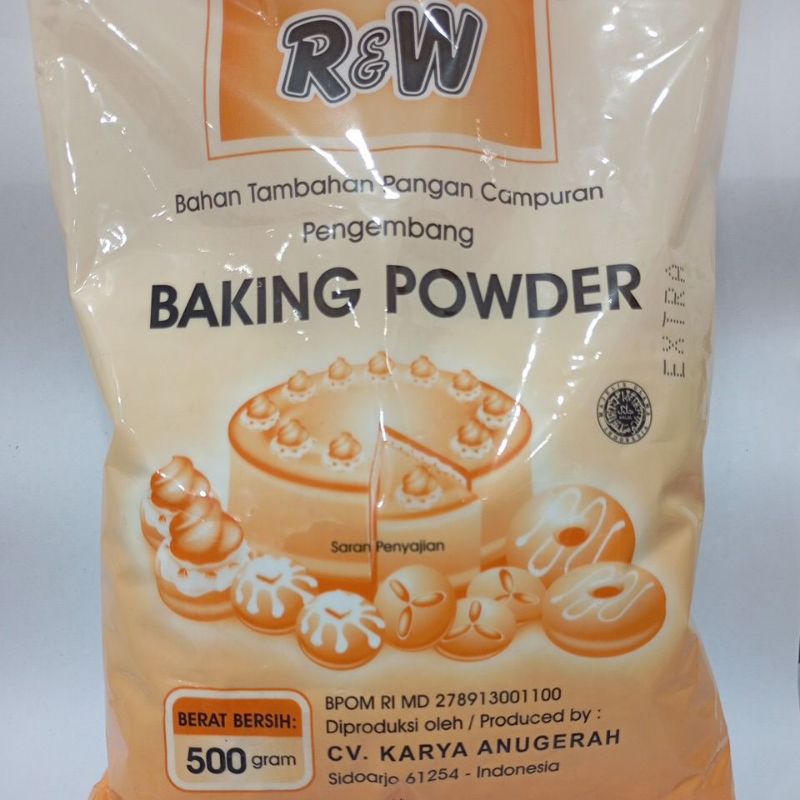 R&W
Bahan Tambahan Pangan Campuran
Pengembang
BAKING POWDER
EXTRA
Saran Penyajian
BERAT BERSIH:
500 gram
BPOM RI MD 278913001100
Diproduksi oleh / Produced by :
CV. KARYA ANUGERAH
Sidoarjo 61254 - Indonesia